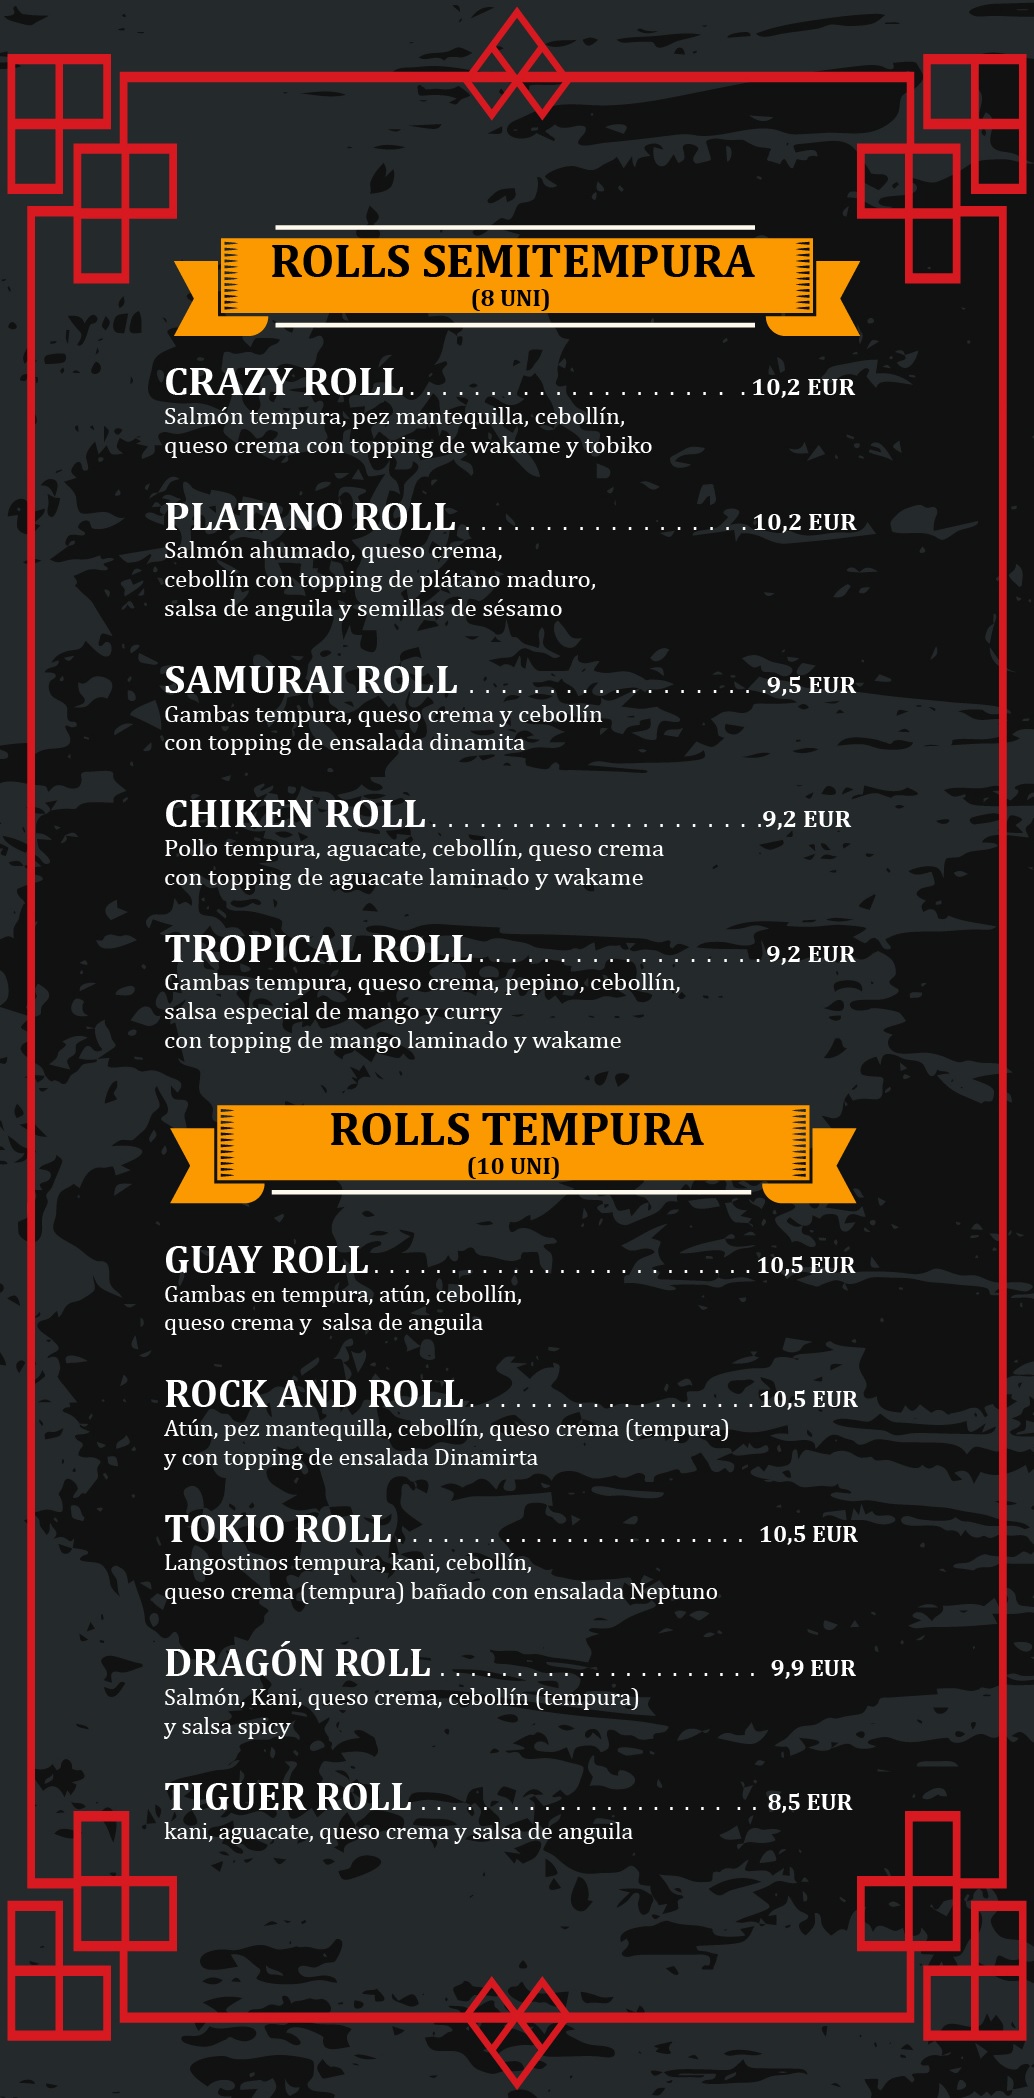 ROLLS SEMITEMPURA
(8 UNI)
CRAZY ROLL . . . . . . . . . . . . . . . . . . . . . 10,2 EUR
Salmón tempura, pez mantequilla, cebollín,
queso crema con topping de wakame y tobiko
PLATANO ROLL . . . . . . . . . . . . . . . . . . 10,2 EUR
Salmón ahumado, queso crema,
cebollín con topping de plátano maduro,
salsa de anguila y semillas de sésamo
SAMURAI ROLL . . . . . . . . . . . . . . . . . . . 9,5 EUR
Gambas tempura, queso crema y cebollín
con topping de ensalada dinamita
CHIKEN ROLL . . . . . . . . . . . . . . . . . . . . . 9,2 EUR
Pollo tempura, aguacate, cebollín, queso crema
con topping de aguacate laminado y wakame
TROPICAL ROLL . . . . . . . . . . . . . . . . . . 9,2 EUR
Gambas tempura, queso crema, pepino, cebollín,
salsa especial de mango y curry
con topping de mango laminado y wakame
ROLLS TEMPURA
(10 UNI)
GUAY ROLL . . . . . . . . . . . . . . . . . . . . . . . . 10,5 EUR
Gambas en tempura, atún, cebollín,
queso crema y  salsa de anguila
ROCK AND ROLL . . . . . . . . . . . . . . . . . . 10,5 EUR
Atún, pez mantequilla, cebollín, queso crema (tempura)
y con topping de ensalada Dinamirta
TOKIO ROLL . . . . . . . . . . . . . . . . . . . . . . 10,5 EUR
Langostinos tempura, kani, cebollín,
queso crema (tempura) bañado con ensalada Neptuno
DRAGÓN ROLL . . . . . . . . . . . . . . . . . . . . 9,9 EUR
Salmón, Kani, queso crema, cebollín (tempura)
y salsa spicy
TIGUER ROLL . . . . . . . . . . . . . . . . . . . . . . 8,5 EUR
kani, aguacate, queso crema y salsa de anguila